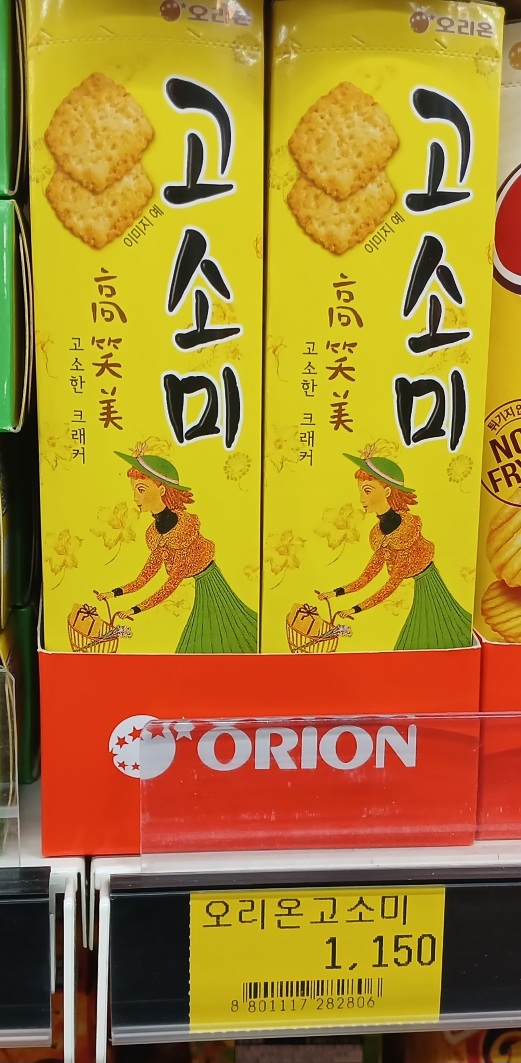 오리온
오리온
고소미
고소미
이미지 예
이미지 예
高笑美
高笑美
고소한 크래커
고소한 크래커
NO
FR
ORION
오리온고소미
1,150
8 801117 282806